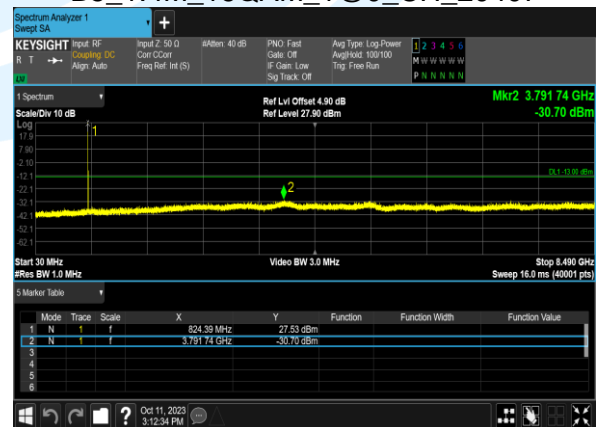 Spectrum Analyzer 1
Swept SA
+
KEYSIGHT
R T
Input: RF
Coupling: DC
Align: Auto
Input Z: 50 Ω
Corr CCorr
Freq Ref: Int (S)
#Atten: 40 dB
PNO: Fast
Gate: Off
IF Gain: Low
Sig Track: Off
Avg Type: Log-Power
Avg|Hold: 100/100
Trig: Free Run
1 2 3 4 5 6
M W W W W W
P N N N N N
1 Spectrum
Scale/Div 10 dB
Ref Lvl Offset 4.90 dB
Ref Level 27.90 dBm
Mkr2 3.791 74 GHz
-30.70 dBm
Log
17.9
7.90
-2.10
-12.1
-22.1
-32.1
-42.1
-52.1
-62.1
1
2
DL1 -13.00 dBm
Start 30 MHz
#Res BW 1.0 MHz
Video BW 3.0 MHz
Stop 8.490 GHz
Sweep 16.0 ms (40001 pts)
5 Marker Table
Mode Trace Scale X Y Function Function Width Function Value
1 N 1 f 824.39 MHz 27.53 dBm
2 N 1 f 3.791 74 GHz -30.70 dBm
3
4
5
6
?
Oct 11, 2023
3:12:34 PM